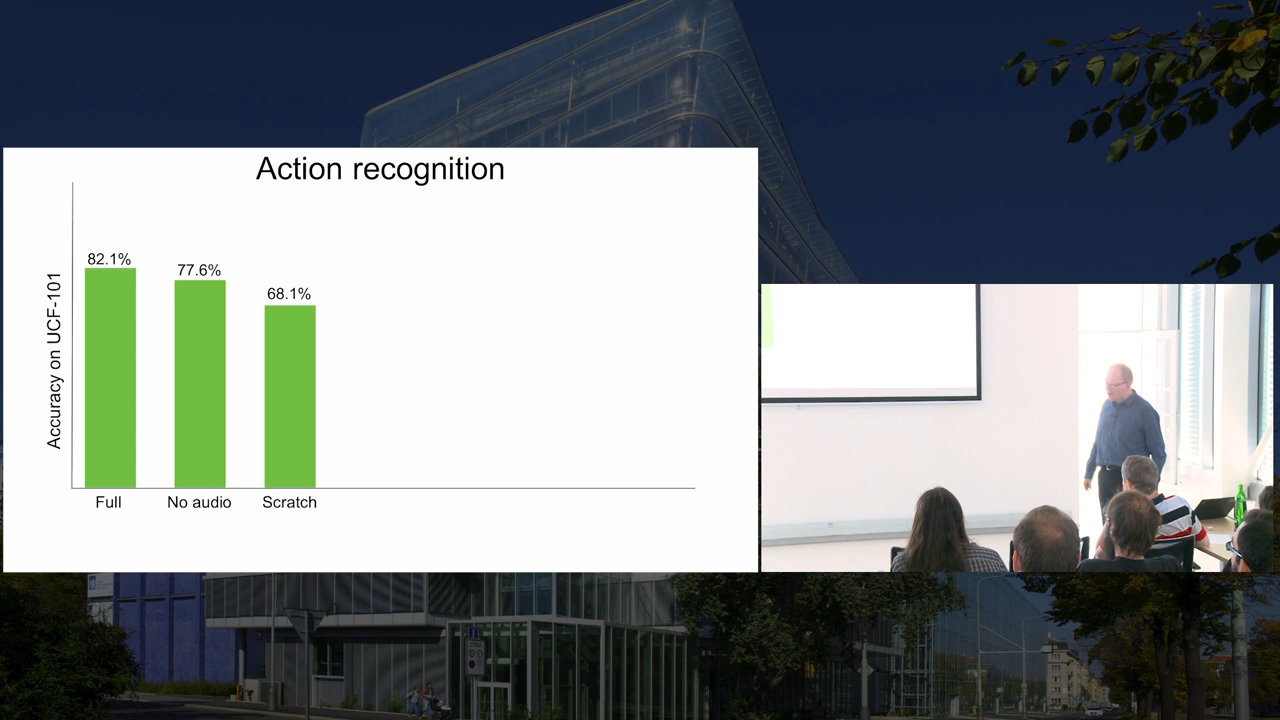 Action recognition
Accuracy on UCF-101
82.1%
77.6%
68.1%
Full
No audio
Scratch